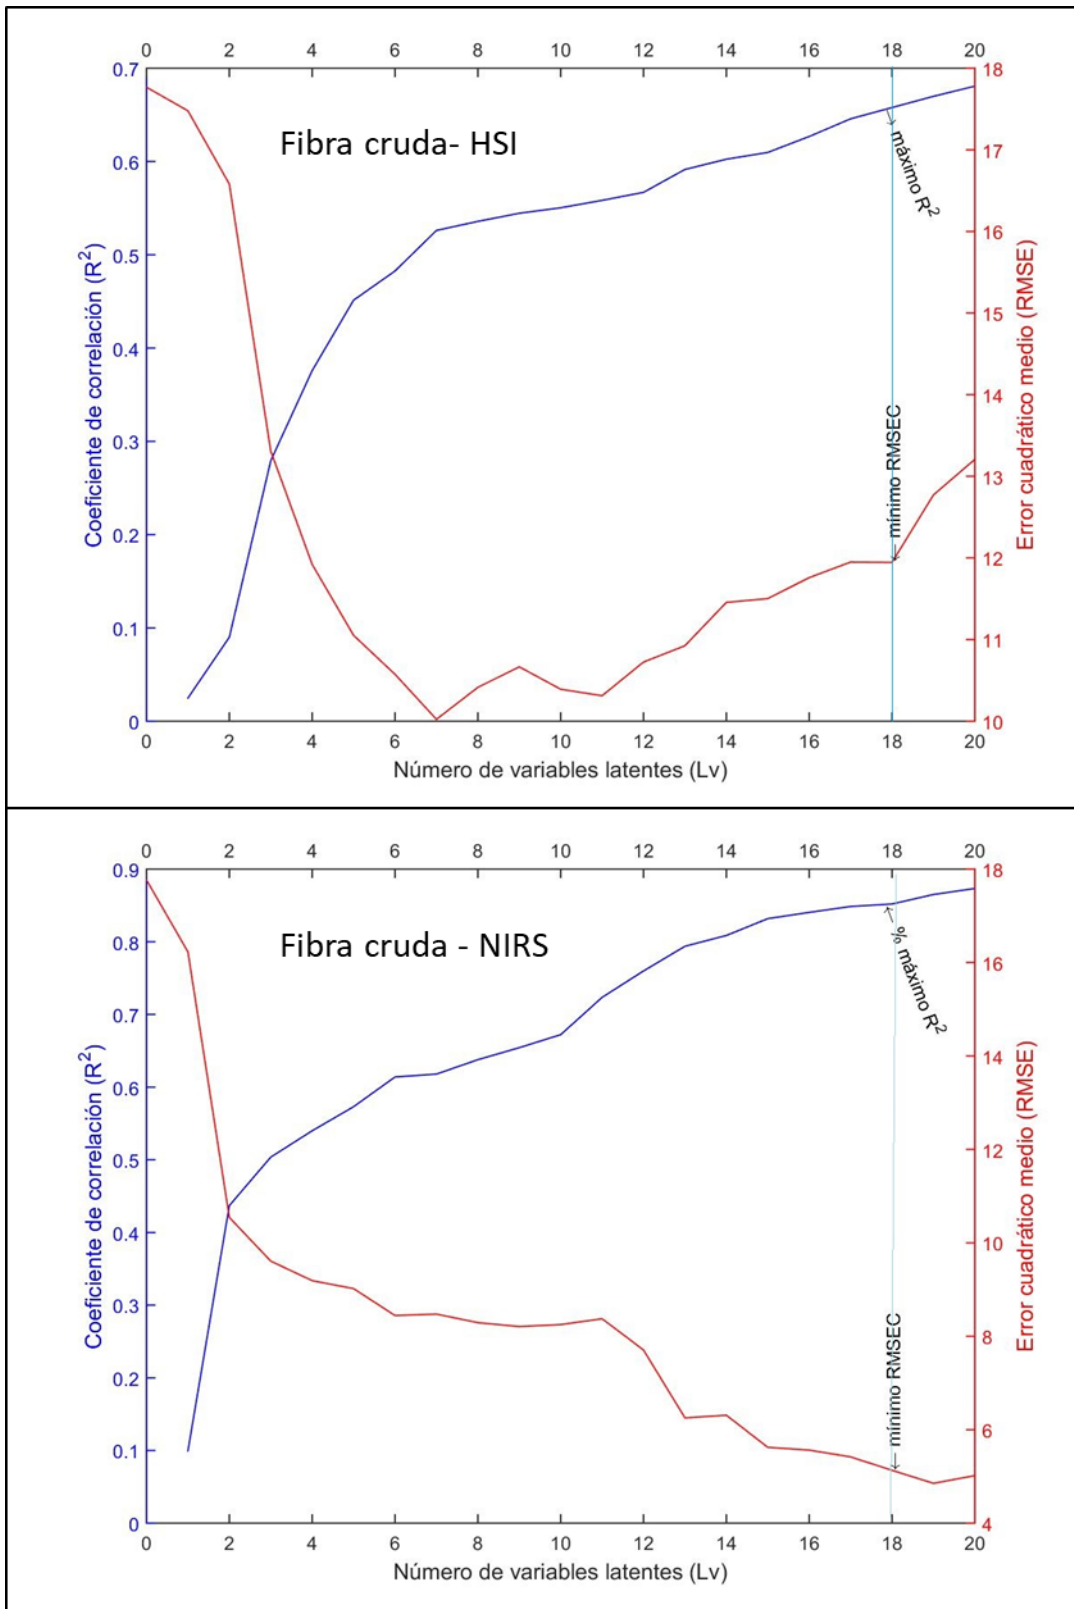 0 2 4 6 8 10 12 14 16 18 20
Fibra cruda- HSI
Coeficiente de correlación (R²)
0.7
0.6
0.5
0.4
0.3
0.2
0.1
0
máximo R²
mínimo RMSEC
18
17
16
15
14
13
12
11
10
Error cuadrático medio (RMSE)
0 2 4 6 8 10 12 14 16 18 20
Número de variables latentes (Lv)
0 2 4 6 8 10 12 14 16 18 20
Fibra cruda - NIRS
Coeficiente de correlación (R²)
0.9
0.8
0.7
0.6
0.5
0.4
0.3
0.2
0.1
0
% máximo R²
mínimo RMSEC
18
16
14
12
10
8
6
4
Error cuadrático medio (RMSE)
0 2 4 6 8 10 12 14 16 18 20
Número de variables latentes (Lv)